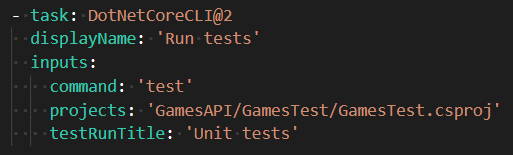 - task: DotNetCoreCLI@2
  displayName: 'Run tests'
  inputs:
    command: 'test'
    projects: 'GamesAPI/GamesTest/GamesTest.csproj'
    testRunTitle: 'Unit tests'